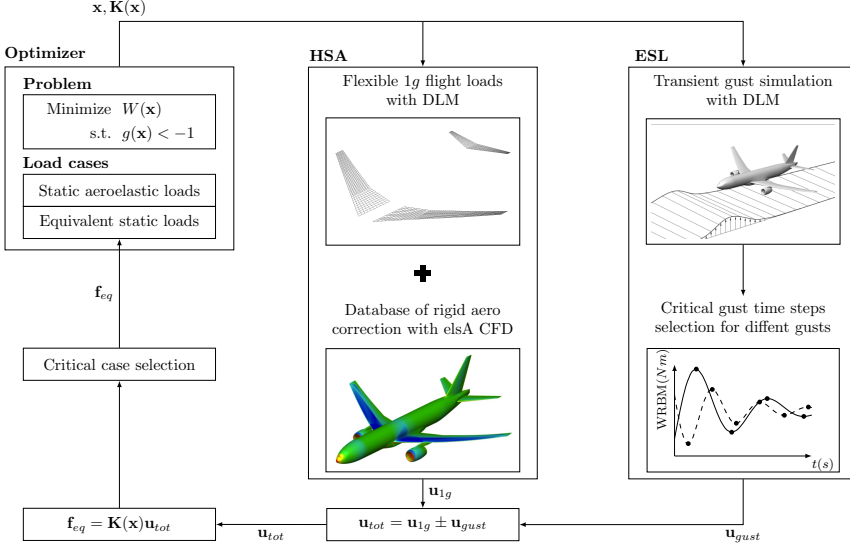 x, K(x)
Optimizer
Problem
Minimize W(x)
s.t. g(x) < −1
Load cases
Static aeroelastic loads
Equivalent static loads
f_eq
Critical case selection
f_eq = K(x)u_tot
HSA
Flexible 1g flight loads
with DLM
Database of rigid aero
correction with elsA CFD
u_1g
u_tot = u_1g ± u_gust
u_tot
ESL
Transient gust simulation
with DLM
Critical gust time steps
selection for diffent gusts
WRBM(N·m)
t(s)
u_gust